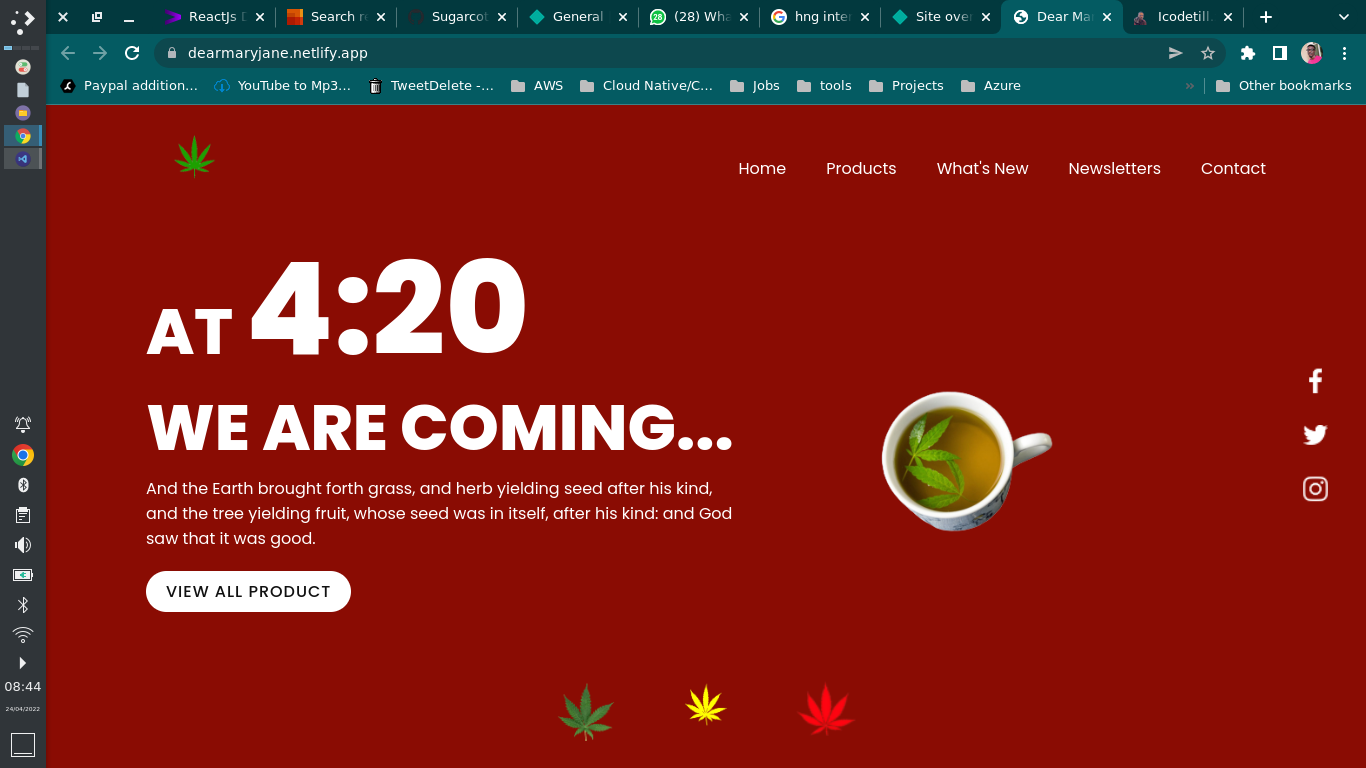 ReactJs D
Search re
Sugarcot
General
(28) Wha
hng inter
Site over
Dear Mar
Icodetill.
dearmaryjane.netlify.app
Paypal addition...
YouTube to Mp3...
TweetDelete -...
AWS
Cloud Native/C...
Jobs
tools
Projects
Azure
»
Other bookmarks
Home Products What's New Newsletters Contact
AT 4:20
WE ARE COMING...
And the Earth brought forth grass, and herb yielding seed after his kind,
and the tree yielding fruit, whose seed was in itself, after his kind: and God
saw that it was good.
VIEW ALL PRODUCT
08:44
24/04/2022